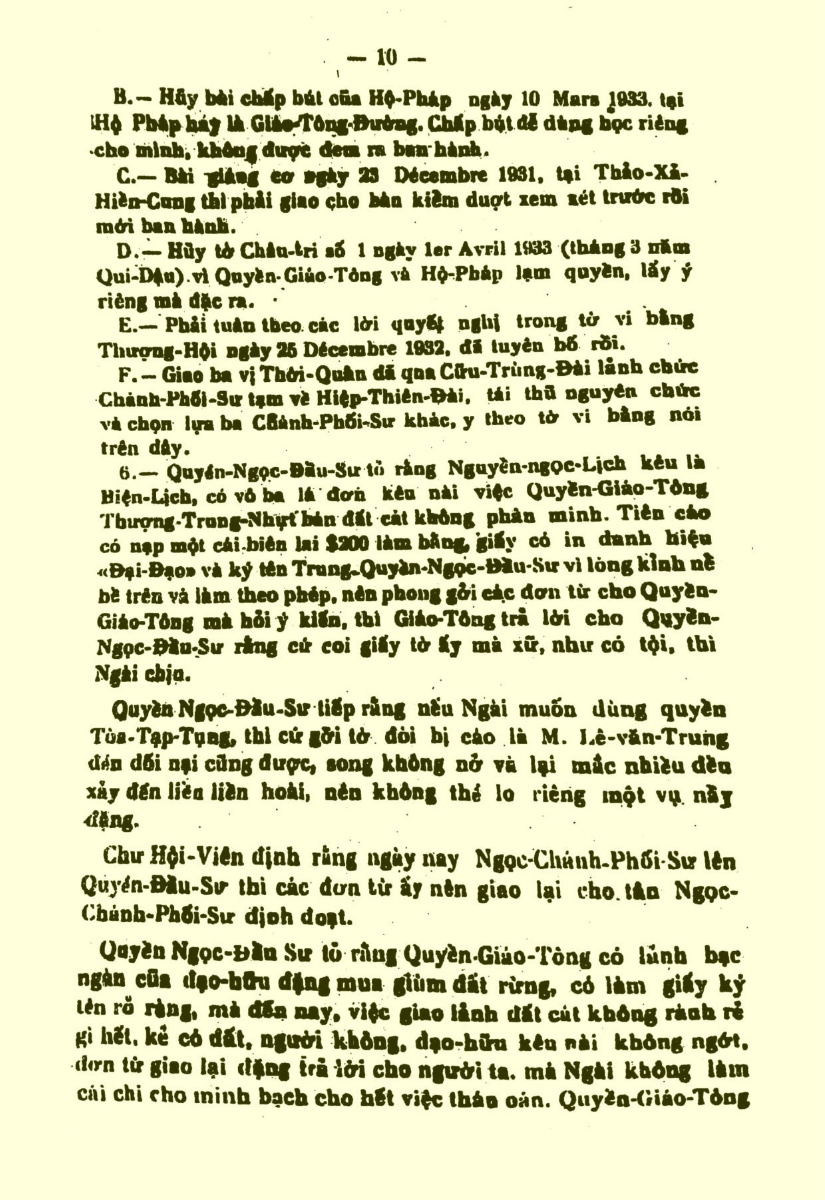 — 10 —
B.— Hủy bài chấp bút của Hộ-Pháp ngày 10 Mars 1933. tại
Hộ Pháp hay là Giáo-Tông-Đường. Chấp bút để dùng học riêng
cho mình, không được đem ra ban hành.
C.— Bài giáng cơ ngày 23 Décembre 1931, tại Thảo-Xá-
Hiền-Cung thì phải giao cho bàn kiểm duợt xem xét trước rồi
mới ban hành.
D.— Hủy tờ Châu-tri số 1 ngày 1er Avril 1933 (tháng 3 năm
Qui-Dậu) vì Quyền-Giáo-Tông và Hộ-Pháp lạm quyền, lấy ý
riêng mà đặc ra.
E.— Phải tuân theo các lời quyết nghị trong tờ vi bằng
Thượng-Hội ngày 25 Décembre 1932, đã tuyên bố rồi.
F.— Giao ba vị Thời-Quân đã qua Cửu-Trùng-Đài lảnh chức
Chánh-Phối-Sư tạm về Hiệp-Thiên-Đài, tái thũ nguyên chức
và chọn lựa ba Chánh-Phối-Sư khác, y theo tờ vi bằng nói
trên dây.
6.— Quyền-Ngọc-Đầu-Sư tỏ rằng Nguyễn-ngọc-Lịch kêu là
Biện-Lịch, có vô ba lá đơn kêu nài việc Quyền-Giáo-Tông
Thượng-Trung-Nhựt bán đất cát không phân minh. Tiên cáo
có nạp một cái biên lai $200 làm bằng, giấy có in danh hiệu
«Đại-Đạo» và ký tên Trung. Quyền-Ngọc-Đầu-Sư vì lòng kỉnh nề
bề trên và làm theo phép, nên phong gởi các đơn từ cho Quyền-
Giáo-Tông mà hỏi ý kiến, thì Giáo-Tông trả lời cho Quyền-
Ngọc-Đầu-Sư rằng cứ coi giấy tờ ấy mà xữ, như có tội, thì
Ngài chịu.
Quyền Ngọc-Đầu-Sư tiếp rằng nếu Ngài muốn dùng quyền
Tòa-Tạp-Tụng, thì cứ gởi tờ đòi bị cáo là M. Lê-văn-Trung
đến đối nại cũng được, song không nở và lại mắc nhiều đều
xảy đến liền liền hoài, nên không thể lo riêng một vụ nầy
đặng.
Chư Hội-Viên định rằng ngày nay Ngọc-Chánh-Phối-Sư lên
Quyền-Đầu-Sư thì các đơn từ ấy nên giao lại cho tân Ngọc-
Chánh-Phối-Sư định đoạt.
Quyền Ngọc-Đầu Sư tỏ rằng Quyền-Giáo-Tông có lảnh bạc
ngàn của đạo-hữu đặng mua giùm đất rừng, có làm giấy ký
tên rỏ ràng, mà đến nay, việc giao lảnh đất cát không rành rẻ
gì hết, kẻ có đất, người không, đạo-hữu kêu nài không ngớt,
đơn từ giao lại đặng trả lời cho người ta. mà Ngài không làm
cái chi cho minh bạch cho hết việc thán oán. Quyền-Giáo-Tông